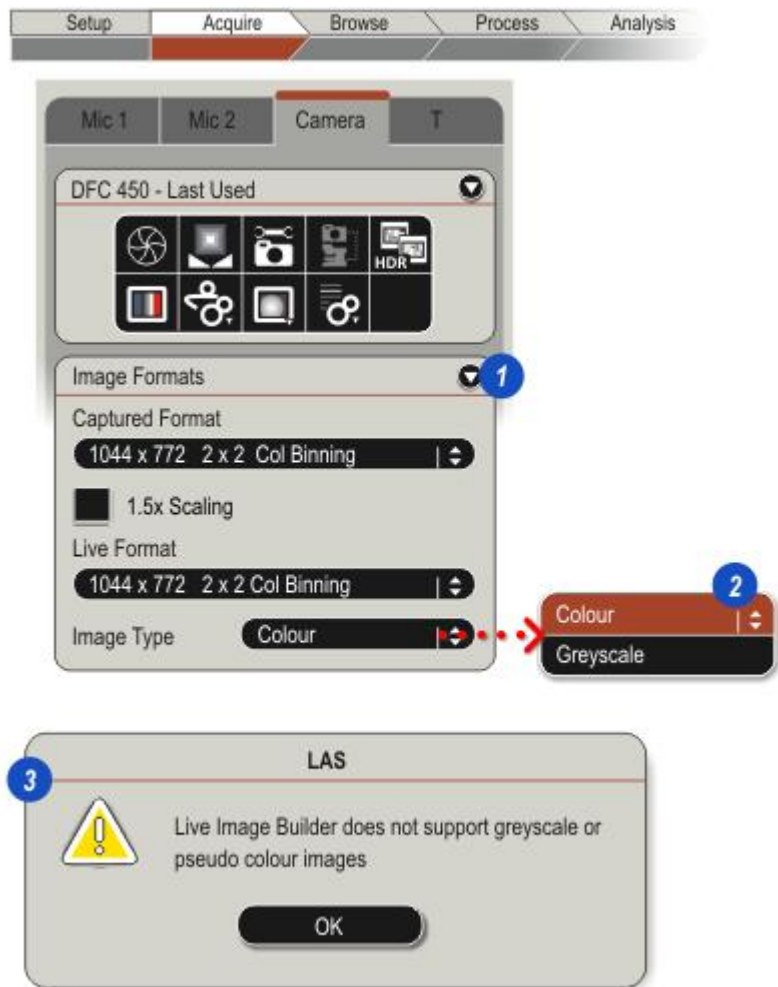 Setup Acquire Browse Process Analysis
Mic 1 Mic 2 Camera T
DFC 450 - Last Used
HDR
Image Formats 1
Captured Format
1044 x 772 2 x 2 Col Binning
1.5x Scaling
Live Format
1044 x 772 2 x 2 Col Binning
Image Type Colour
2
Colour
Greyscale
3
LAS
Live Image Builder does not support greyscale or
pseudo colour images
OK